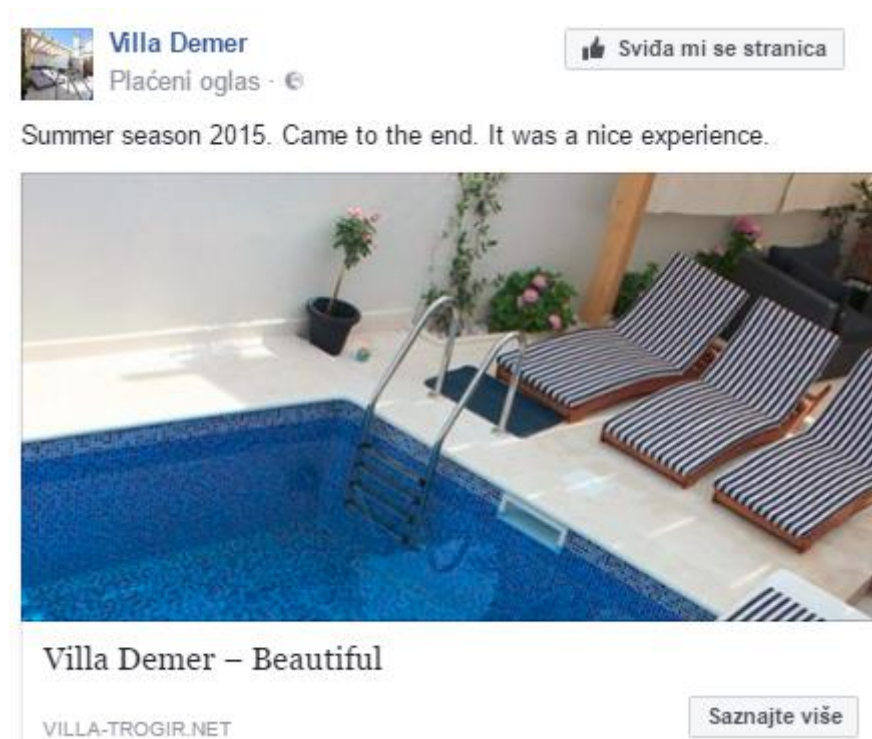 Villa Demer
Sviđa mi se stranica
Plaćeni oglas ·
Summer season 2015. Came to the end. It was a nice experience.
Villa Demer – Beautiful
Saznajte više
VILLA-TROGIR.NET